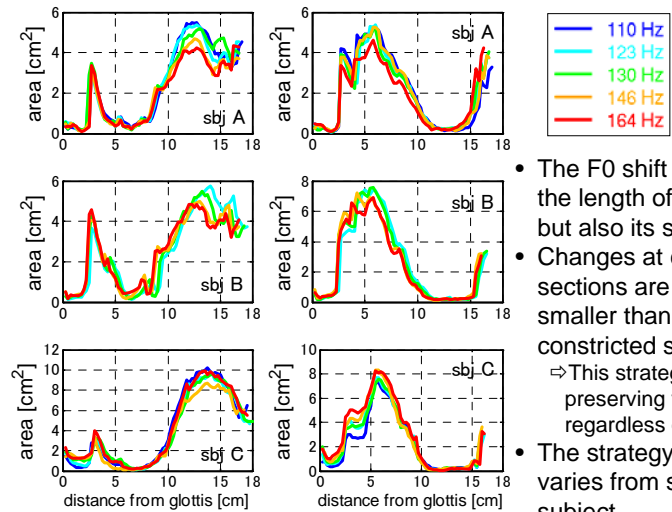 6
4
2
0
area [cm2]
0
5
10
15
18
sbj A
6
4
2
0
area [cm2]
0
5
10
15
18
sbj A
6
4
2
0
area [cm2]
0
5
10
15
18
sbj B
8
6
4
2
0
area [cm2]
0
5
10
15
18
sbj B
12
10
8
6
4
2
0
area [cm2]
0
5
10
15
18
sbj C
distance from glottis [cm]
10
8
6
4
2
0
area [cm2]
0
5
10
15
18
sbj C
distance from glottis [cm]
110 Hz
123 Hz
130 Hz
146 Hz
164 Hz
• The F0 shift
the length of
but also its s
• Changes at
sections are
smaller than
constricted s
⇨This strateg
preserving
regardless
• The strategy
varies from s
subject